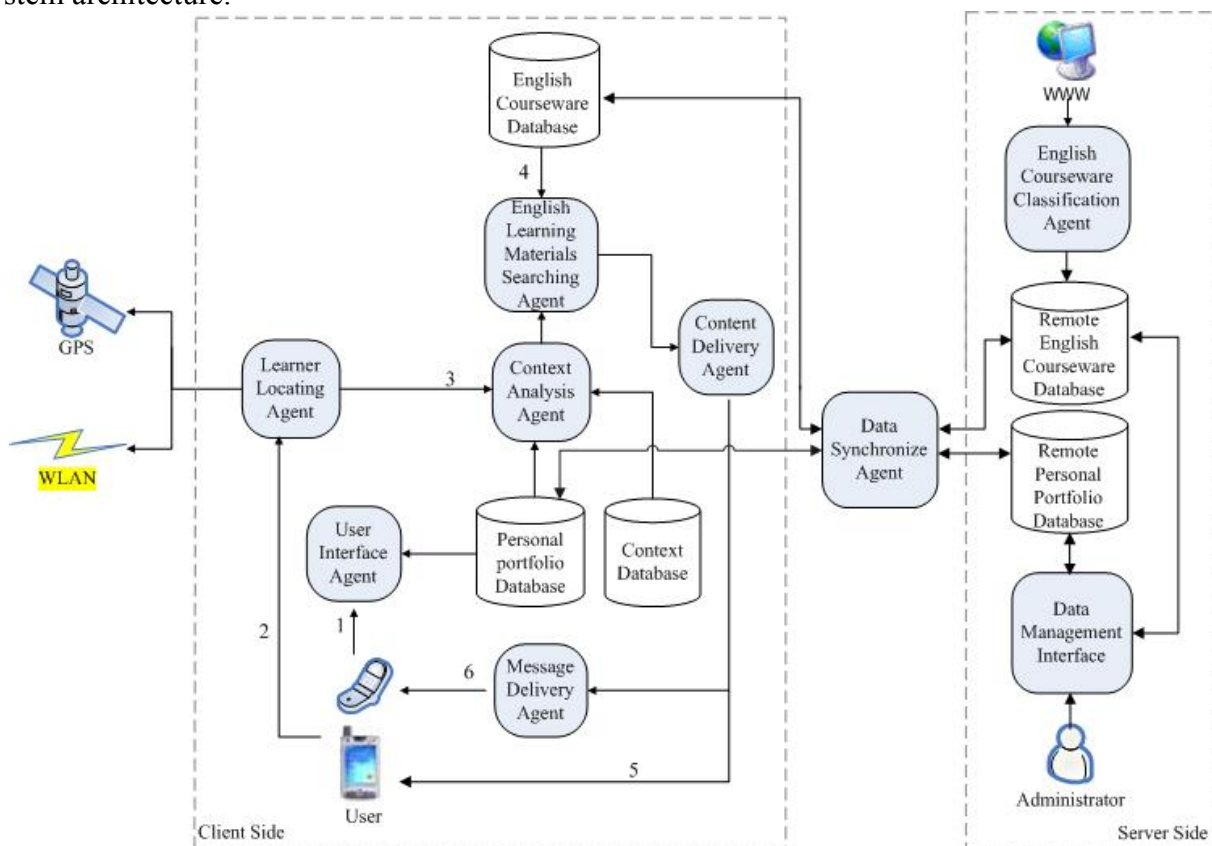 stem architecture.
English
Courseware
Database
WWW
English
Courseware
Classification
Agent
4
English
Learning
Materials
Searching
Agent
GPS
Content
Delivery
Agent
Remote
English
Courseware
Database
Learner
Locating
Agent
3
Context
Analysis
Agent
WLAN
Data
Synchronize
Agent
Remote
Personal
Portfolio
Database
User
Interface
Agent
Personal
portfolio
Database
Context
Database
Data
Management
Interface
1
2
6
Message
Delivery
Agent
5
User
Administrator
Client Side
Server Side